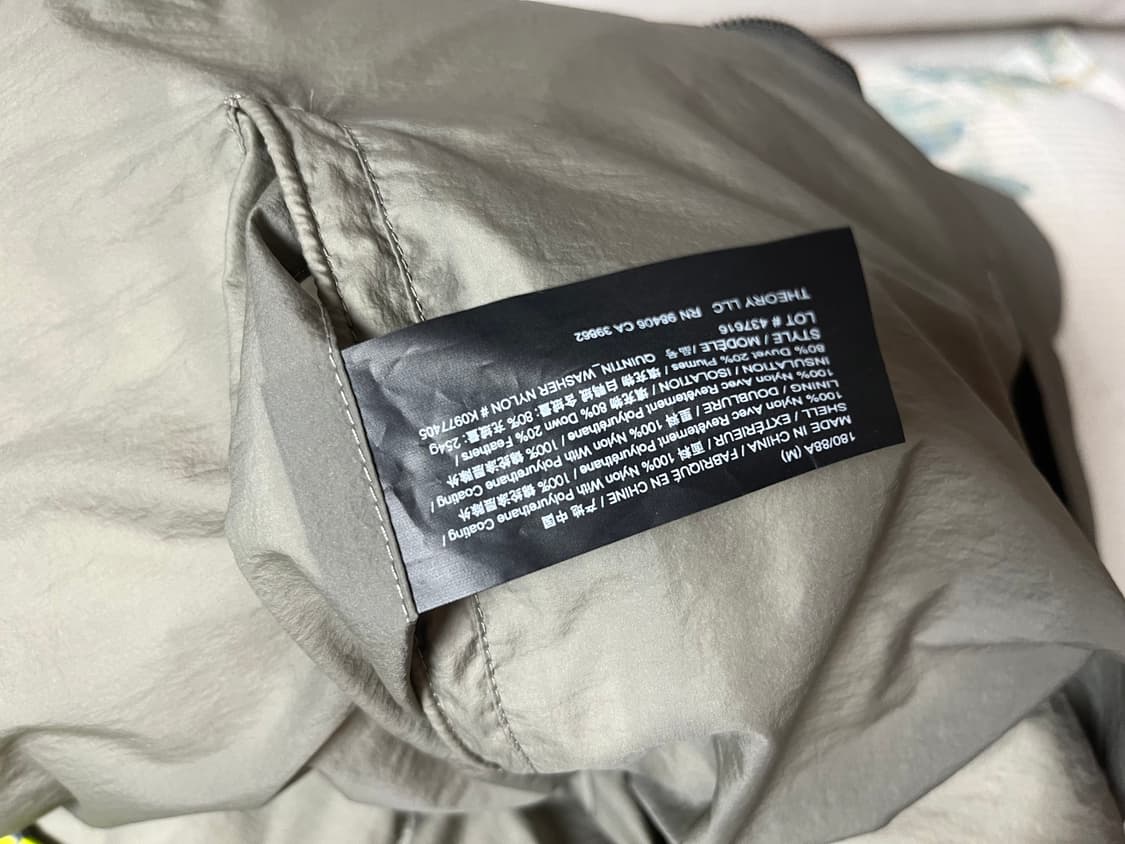 180/88A (M)
MADE IN CHINA / FABRIQUÉ EN CHINE / 产地 中国
SHELL / EXTÉRIEUR / 面料 100% Nylon With Polyurethane Coating /
100% Nylon Avec Revêtement Polyuréthane / 100% 锦纶涂层除外
LINING / DOUBLURE / 里料 100% Nylon With Polyurethane Coating /
100% Nylon Avec Revêtement Polyuréthane / 100% 锦纶涂层除外
INSULATION / ISOLATION / 填充物 80% Down 20% Feathers /
80% Duvet 20% Plumes / 填充物 白鸭绒 含绒量: 80% 充绒量: 254g
STYLE / MODÈLE / 品号 QUINTIN_WASHER NYLON # K0977405
LOT # 437616
THEORY LLC RN 98406 CA 39862